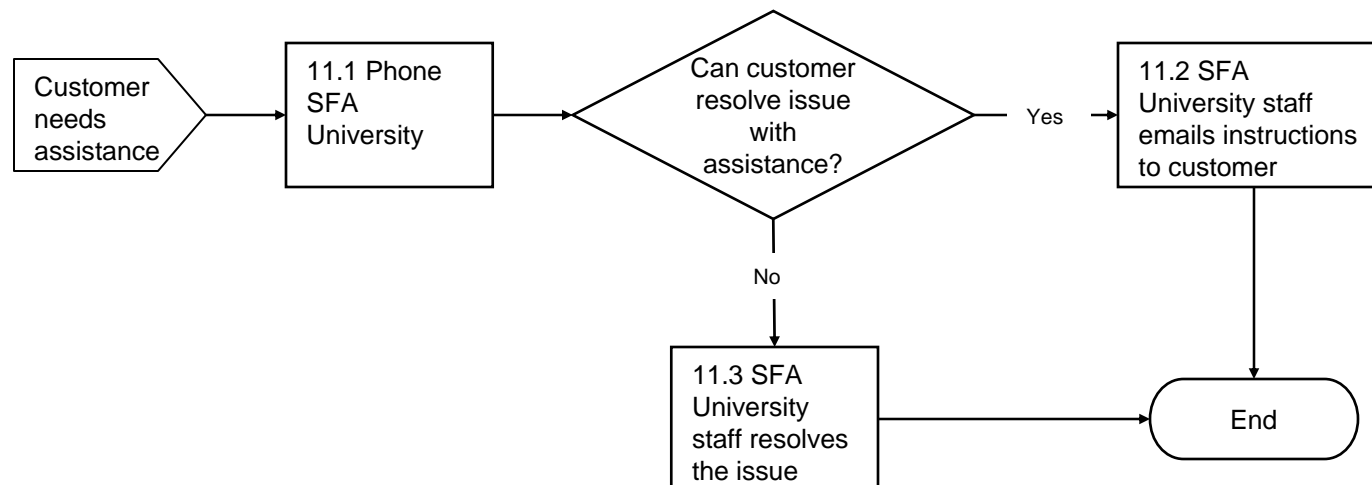 Customer
needs
assistance
11.1 Phone
SFA
University
Can customer
resolve issue
with
assistance?
Yes
11.2 SFA
University staff
emails instructions
to customer
No
11.3 SFA
University
staff resolves
the issue
End